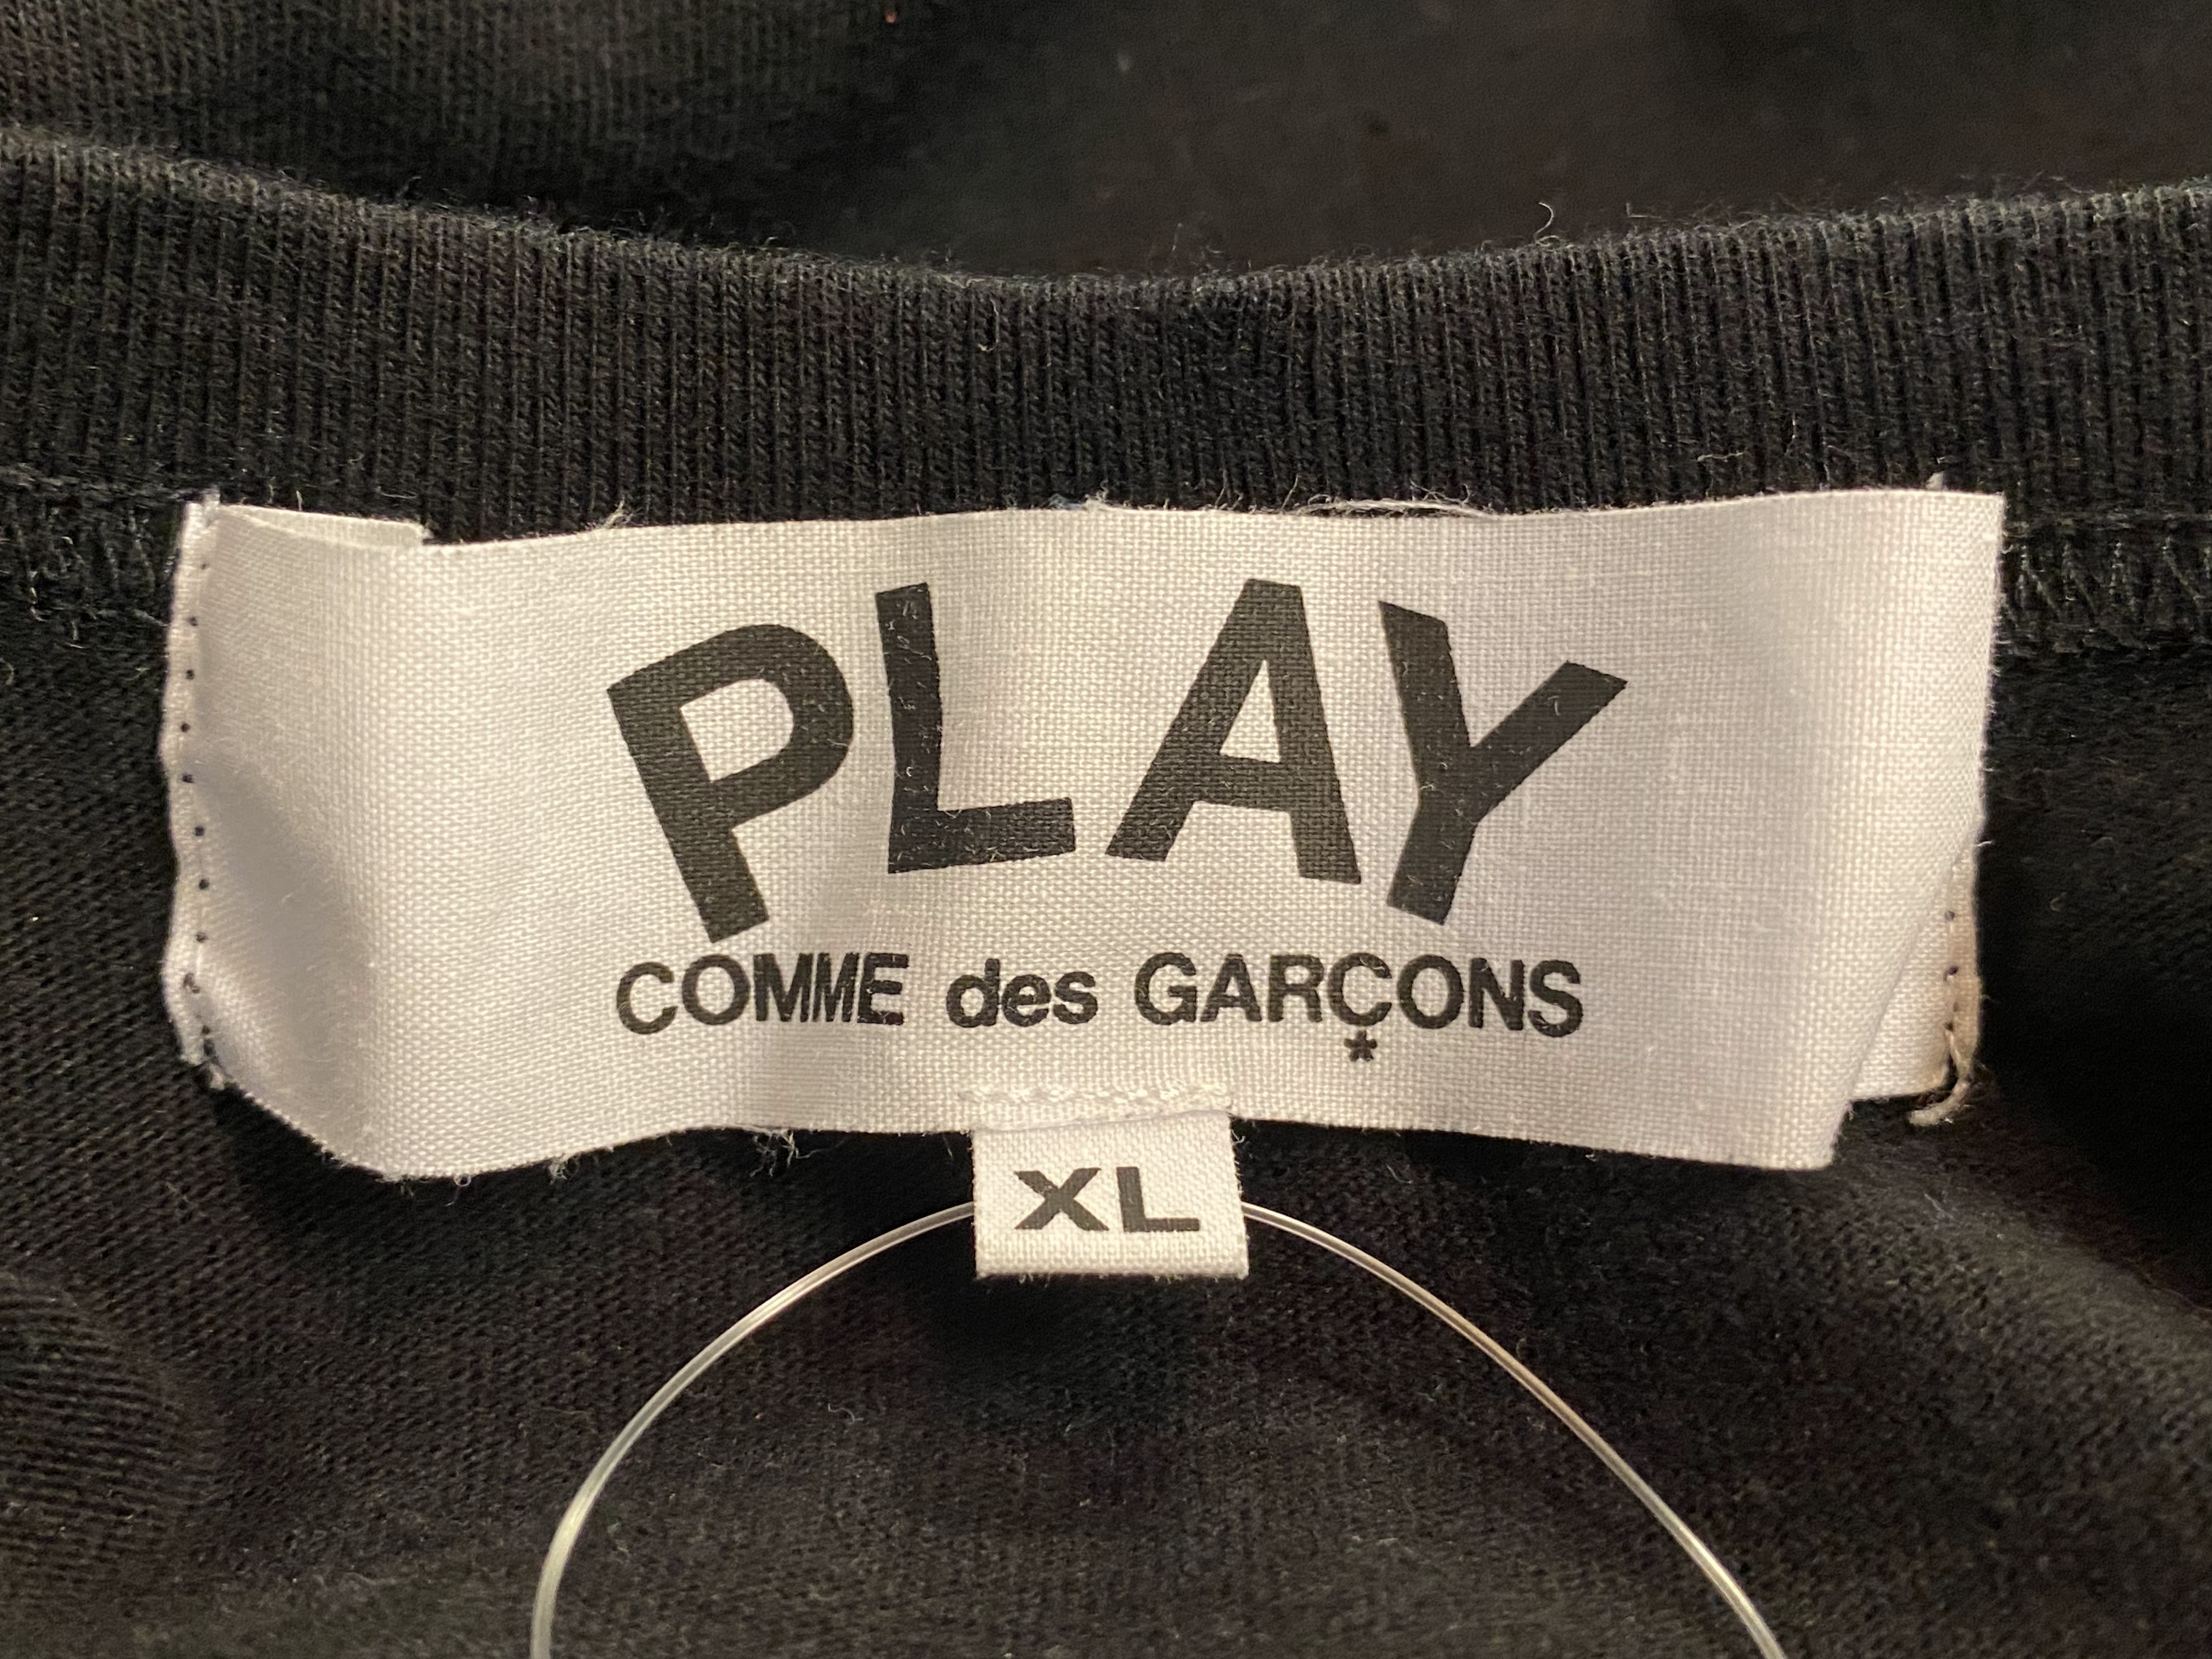 PLAY
COMME des GARÇONS
*
XL